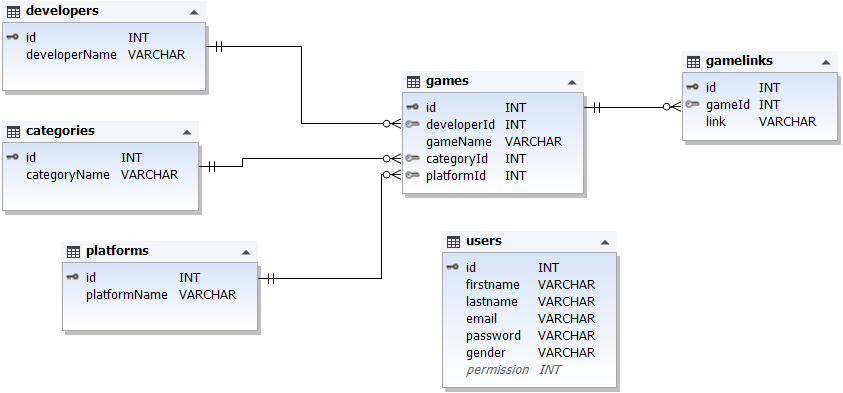 developers
id INT
developerName VARCHAR
categories
id INT
categoryName VARCHAR
platforms
id INT
platformName VARCHAR
games
id INT
developerId INT
gameName VARCHAR
categoryId INT
platformId INT
gamelinks
id INT
gameId INT
link VARCHAR
users
id INT
firstname VARCHAR
lastname VARCHAR
email VARCHAR
password VARCHAR
gender VARCHAR
permission INT